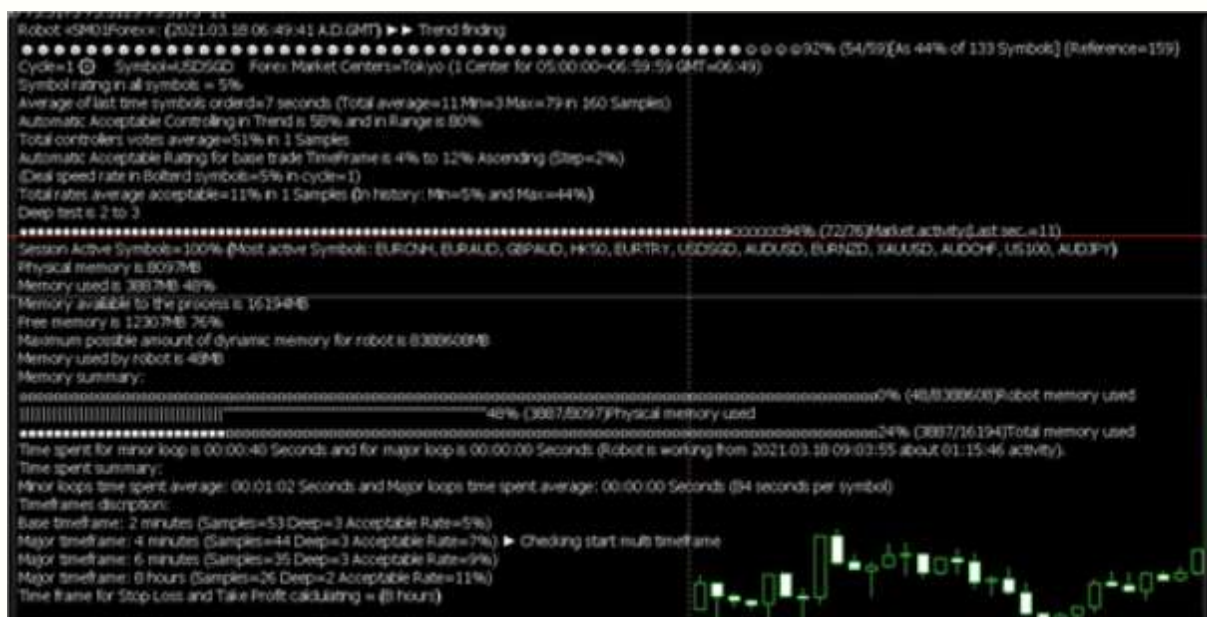 Robot «SM01Forex»: (2021.03.18 06:49:41 A.D.GMT) ►► Trend finding
92% (54/59)[As 44% of 133 Symbols] (Reference=159)
Cycle=1 Symbol=USDSGD Forex Market Centers=Tokyo (1 Center for 05:00:00~06:59:59 GMT=06:49)
Symbol rating in all symbols = 5%
Average of last time symbols orderd=7 seconds (Total average=11 Min=3 Max=79 in 160 Samples)
Automatic Acceptable Controlling in Trend is 58% and in Range is 80%
Total controllers votes average=51% in 1 Samples
Automatic Acceptable Rating for base trade TimeFrame is 4% to 12% Ascending (Step=2%)
(Deal speed rate in Bolterd symbols=5% in cycle=1)
Total rates average acceptable=11% in 1 Samples (In history: Min=5% and Max=44%)
Deep test is 2 to 3
94% (72/76)Market activity(Last sec.=11)
Session Active Symbols=100% (Most active Symbols: EURCNH, EURAUD, GBPAUD, HK50, EURTRY, USDSGD, AUDUSD, EURNZD, XAUUSD, AUDCHF, US100, AUDJPY)
Physical memory is 8097MB
Memory used is 3887MB 48%
Memory available to the process is 16194MB
Free memory is 12307MB 76%
Maximum possible amount of dynamic memory for robot is 8388608MB
Memory used by robot is 48MB
Memory summary:
0% (48/8388608)Robot memory used
48% (3887/8097)Physical memory used
24% (3887/16194)Total memory used
Time spent for minor loop is 00:00:40 Seconds and for major loop is 00:00:00 Seconds (Robot is working from 2021.03.18 09:03:55 about 01:15:46 activity).
Time spent summary:
Minor loops time spent average: 00:01:02 Seconds and Major loops time spent average: 00:00:00 Seconds (84 seconds per symbol)
Timeframes discription:
Base timeframe: 2 minutes (Samples=53 Deep=3 Acceptable Rate=5%)
Major timeframe: 4 minutes (Samples=44 Deep=3 Acceptable Rate=7%) ► Checking start multi timeframe
Major timeframe: 6 minutes (Samples=35 Deep=3 Acceptable Rate=9%)
Major timeframe: 8 hours (Samples=26 Deep=2 Acceptable Rate=11%)
Time frame for Stop Loss and Take Profit caldulating = (8 hours)